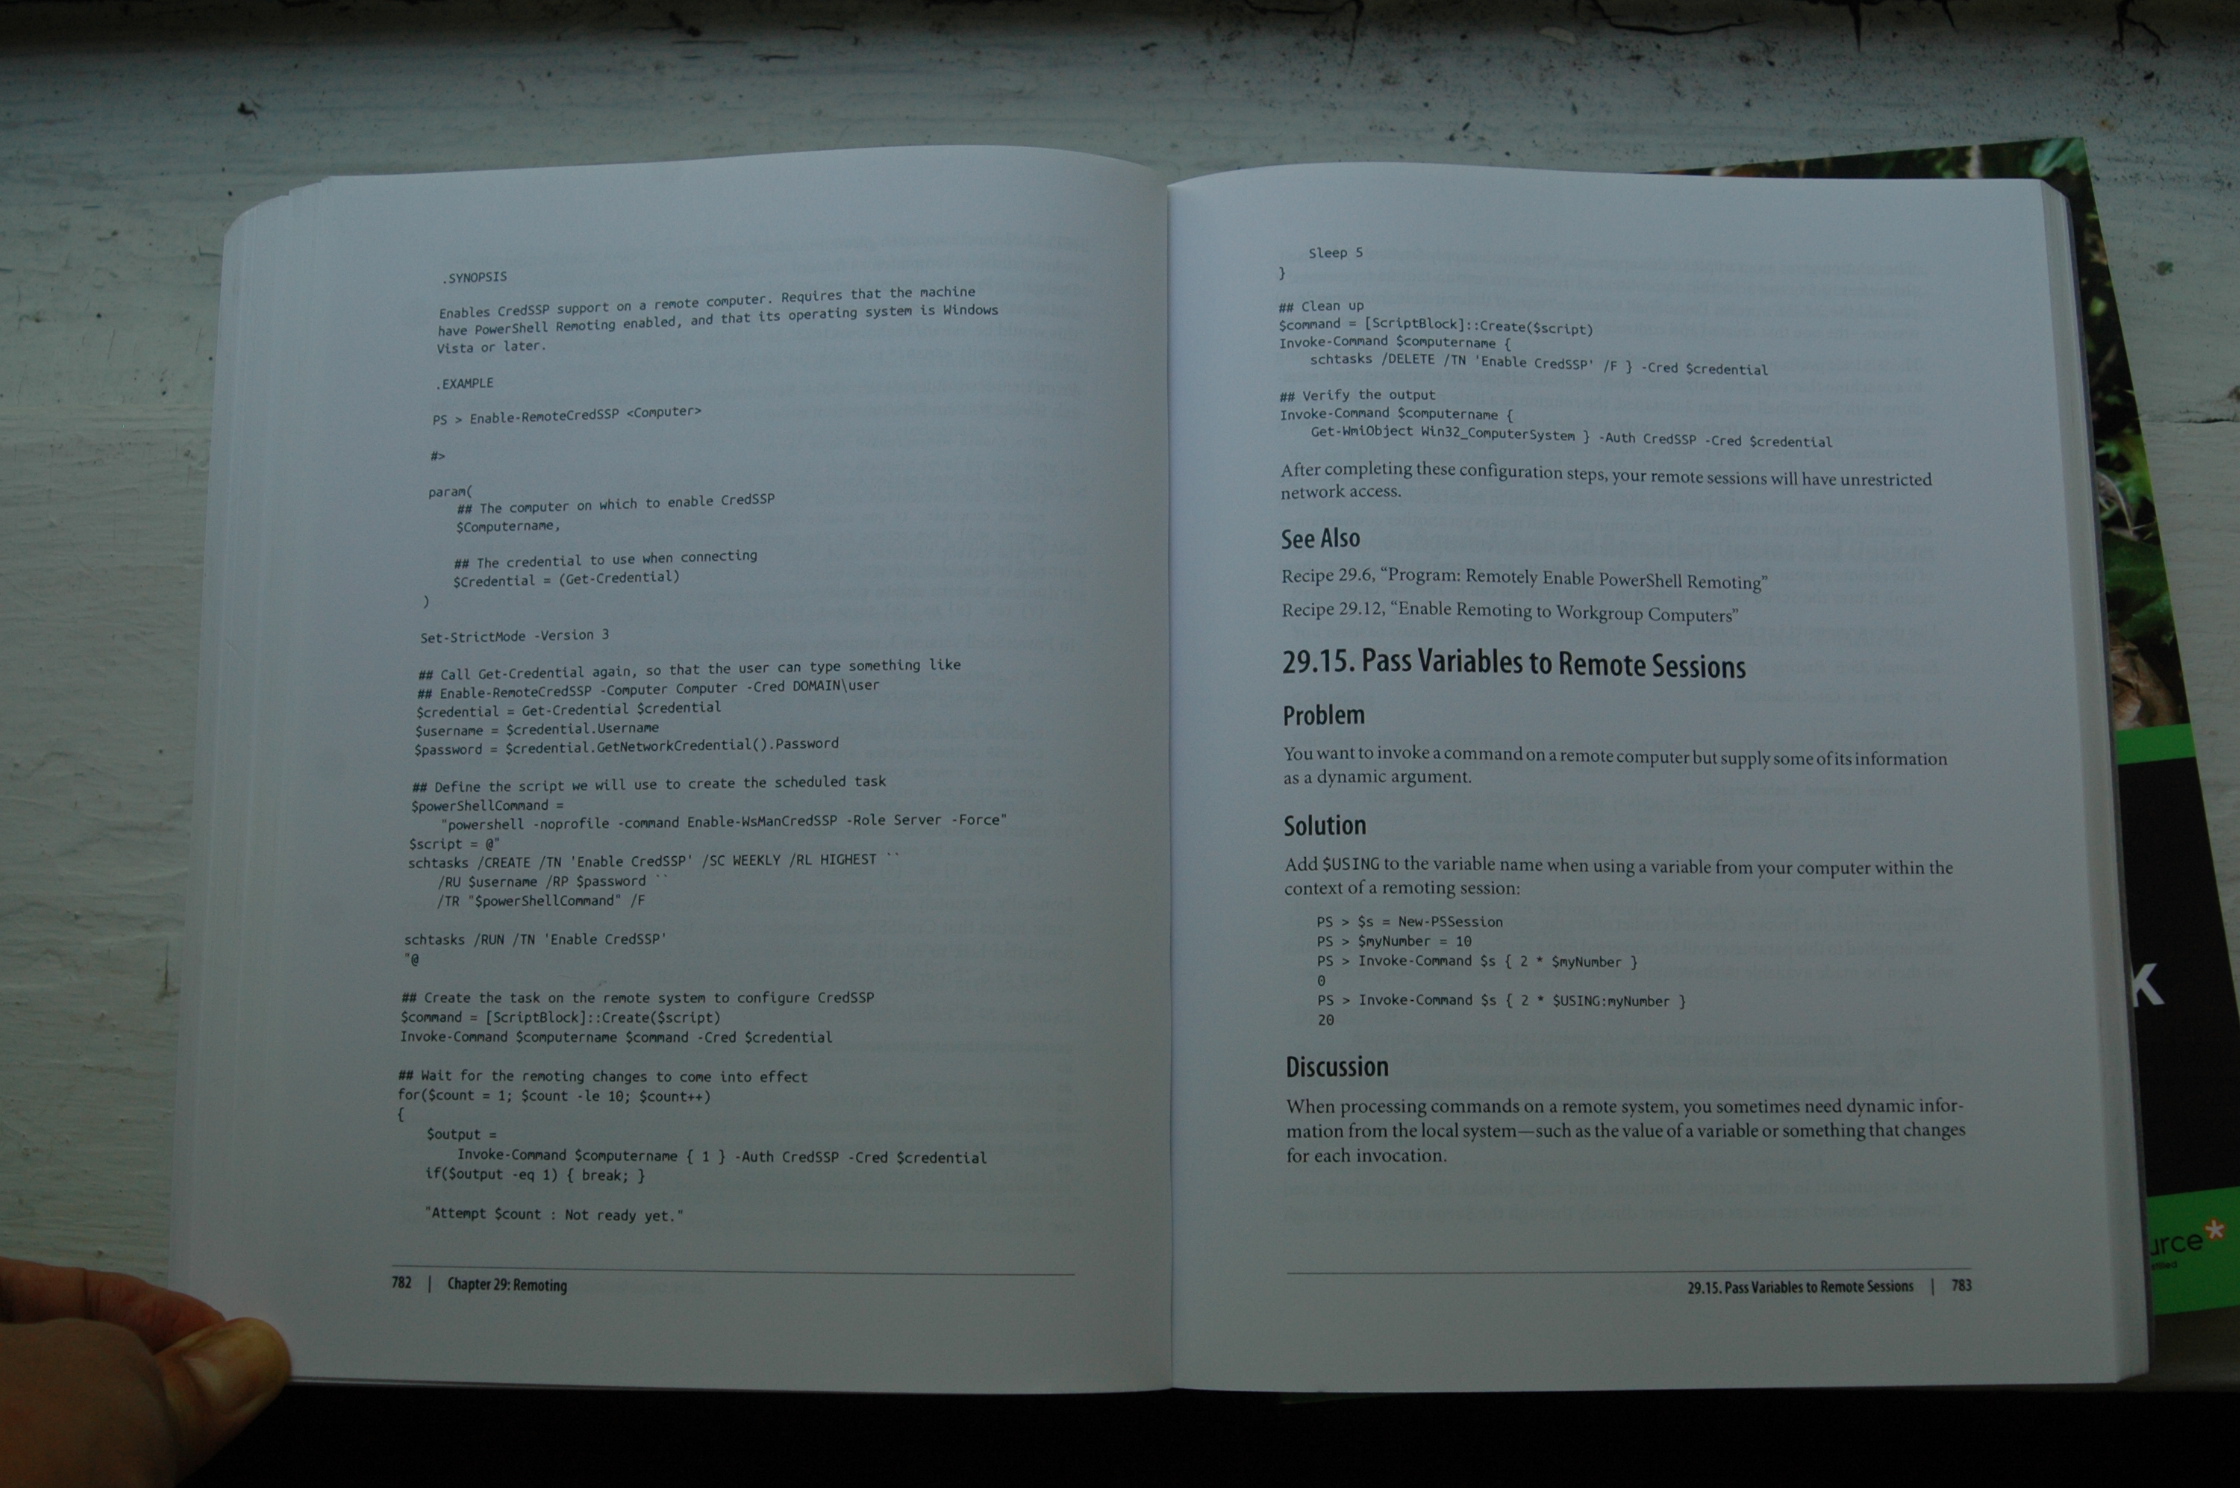 .SYNOPSIS
Enables CredSSP support on a remote computer. Requires that the machine
have PowerShell Remoting enabled, and that its operating system is Windows
Vista or later.
.EXAMPLE
PS > Enable-RemoteCredSSP <Computer>
#>
param(
## The computer on which to enable CredSSP
$Computername,
## The credential to use when connecting
$Credential = (Get-Credential)
)
Set-StrictMode -Version 3
## Call Get-Credential again, so that the user can type something like
## Enable-RemoteCredSSP -Computer Computer -Cred DOMAIN\user
$credential = Get-Credential $credential
$username = $credential.Username
$password = $credential.GetNetworkCredential().Password
## Define the script we will use to create the scheduled task
$powerShellCommand =
"powershell -noprofile -command Enable-WsManCredSSP -Role Server -Force"
$script = @"
schtasks /CREATE /TN 'Enable CredSSP' /SC WEEKLY /RL HIGHEST ``
/RU $username /RP $password ``
/TR "$powerShellCommand" /F
schtasks /RUN /TN 'Enable CredSSP'
"@
## Create the task on the remote system to configure CredSSP
$command = [ScriptBlock]::Create($script)
Invoke-Command $computername $command -Cred $credential
## Wait for the remoting changes to come into effect
for($count = 1; $count -le 10; $count++)
{
$output =
Invoke-Command $computername { 1 } -Auth CredSSP -Cred $credential
if($output -eq 1) { break; }
"Attempt $count : Not ready yet."
782 | Chapter 29: Remoting
Sleep 5
}
## Clean up
$command = [ScriptBlock]::Create($script)
Invoke-Command $computername {
schtasks /DELETE /TN 'Enable CredSSP' /F } -Cred $credential
## Verify the output
Invoke-Command $computername {
Get-WmiObject Win32_ComputerSystem } -Auth CredSSP -Cred $credential
After completing these configuration steps, your remote sessions will have unrestricted
network access.
See Also
Recipe 29.6, “Program: Remotely Enable PowerShell Remoting”
Recipe 29.12, “Enable Remoting to Workgroup Computers”
29.15. Pass Variables to Remote Sessions
Problem
You want to invoke a command on a remote computer but supply some of its information
as a dynamic argument.
Solution
Add $USING to the variable name when using a variable from your computer within the
context of a remoting session:
PS > $s = New-PSSession
PS > $myNumber = 10
PS > Invoke-Command $s { 2 * $myNumber }
0
PS > Invoke-Command $s { 2 * $USING:myNumber }
20
Discussion
When processing commands on a remote system, you sometimes need dynamic infor-
mation from the local system—such as the value of a variable or something that changes
for each invocation.
29.15. Pass Variables to Remote Sessions | 783
K
urce*